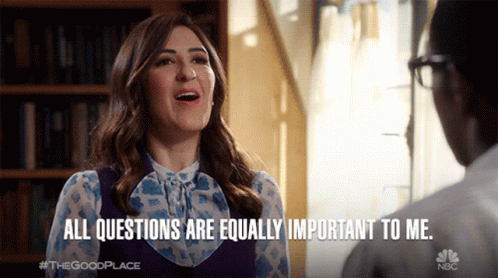 ALL QUESTIONS ARE EQUALLY IMPORTANT TO ME.
#THEGOODPLACE
NBC